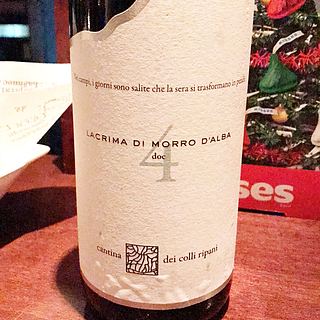 campi, i giorni sono salite che la sera si trasformano in
LACRIMA DI MORRO D'ALBA
4
doc
cantina dei colli ripani
ses